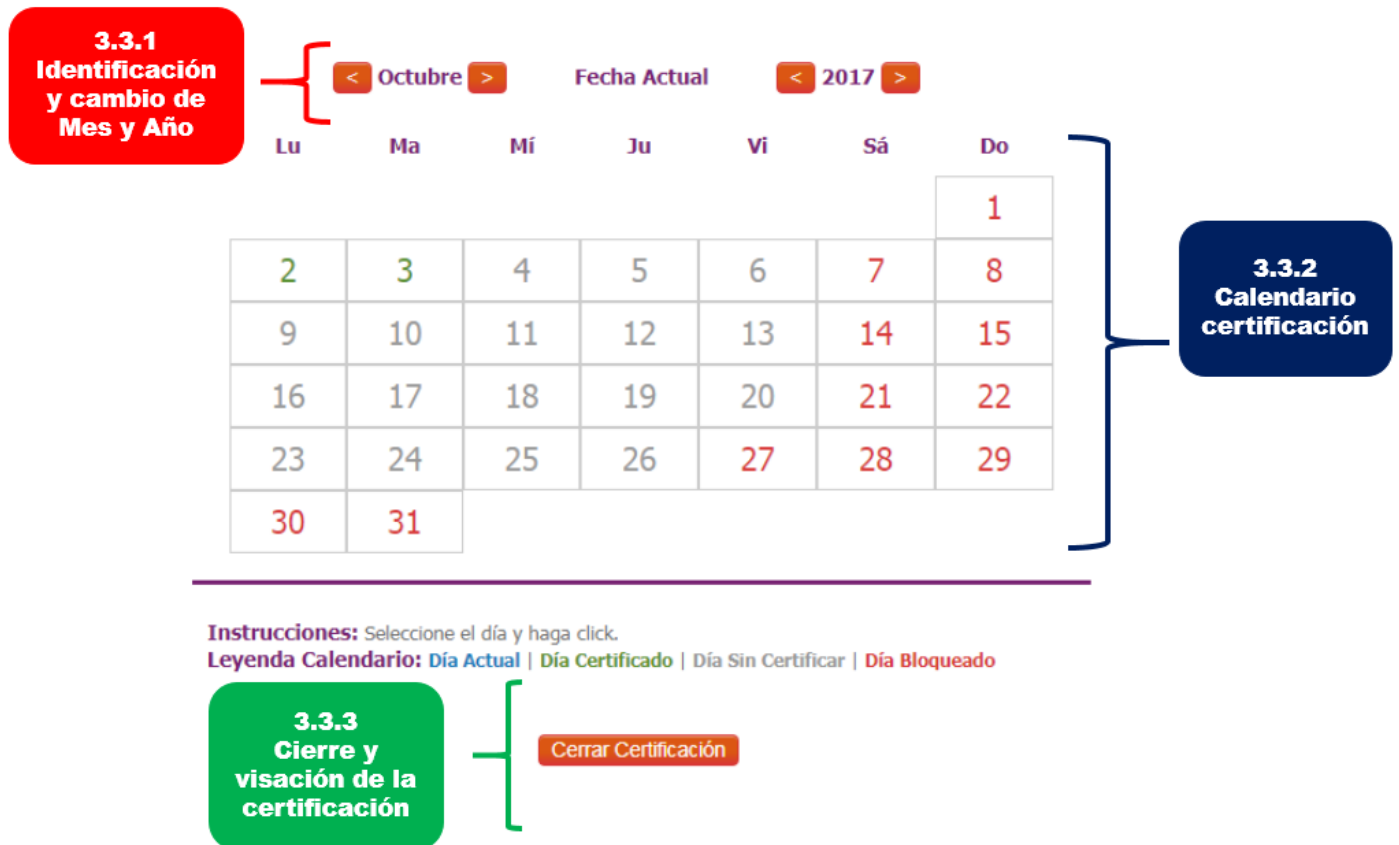 3.3.1
Identificación
y cambio de
Mes y Año
< Octubre > Fecha Actual < 2017 >
Lu Ma Mí Ju Vi Sá Do
1
2 3 4 5 6 7 8
9 10 11 12 13 14 15
16 17 18 19 20 21 22
23 24 25 26 27 28 29
30 31
3.3.2
Calendario
certificación
Instrucciones: Seleccione el día y haga click.
Leyenda Calendario: Día Actual | Día Certificado | Día Sin Certificar | Día Bloqueado
3.3.3
Cierre y
visación de la
certificación
Cerrar Certificación